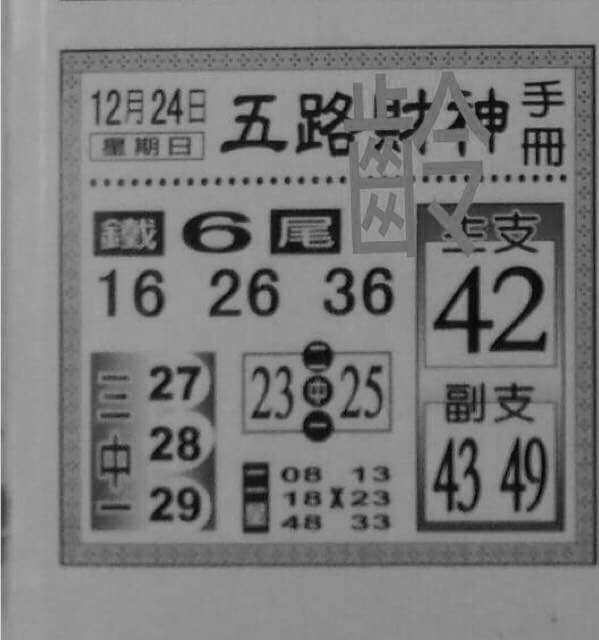 12月24日
星期日
五路財神
手冊
鐵6尾
16 26 36
主支
42
三中一
27
28
29
二中一
23 25
副支
43 49
08 13
18 23
48 33